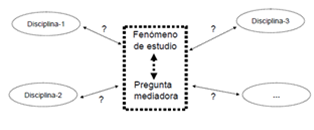 Disciplina-1
?
Fenómeno
de estudio
?
Disciplina-3
Disciplina-2
?
Pregunta
mediadora
?
...